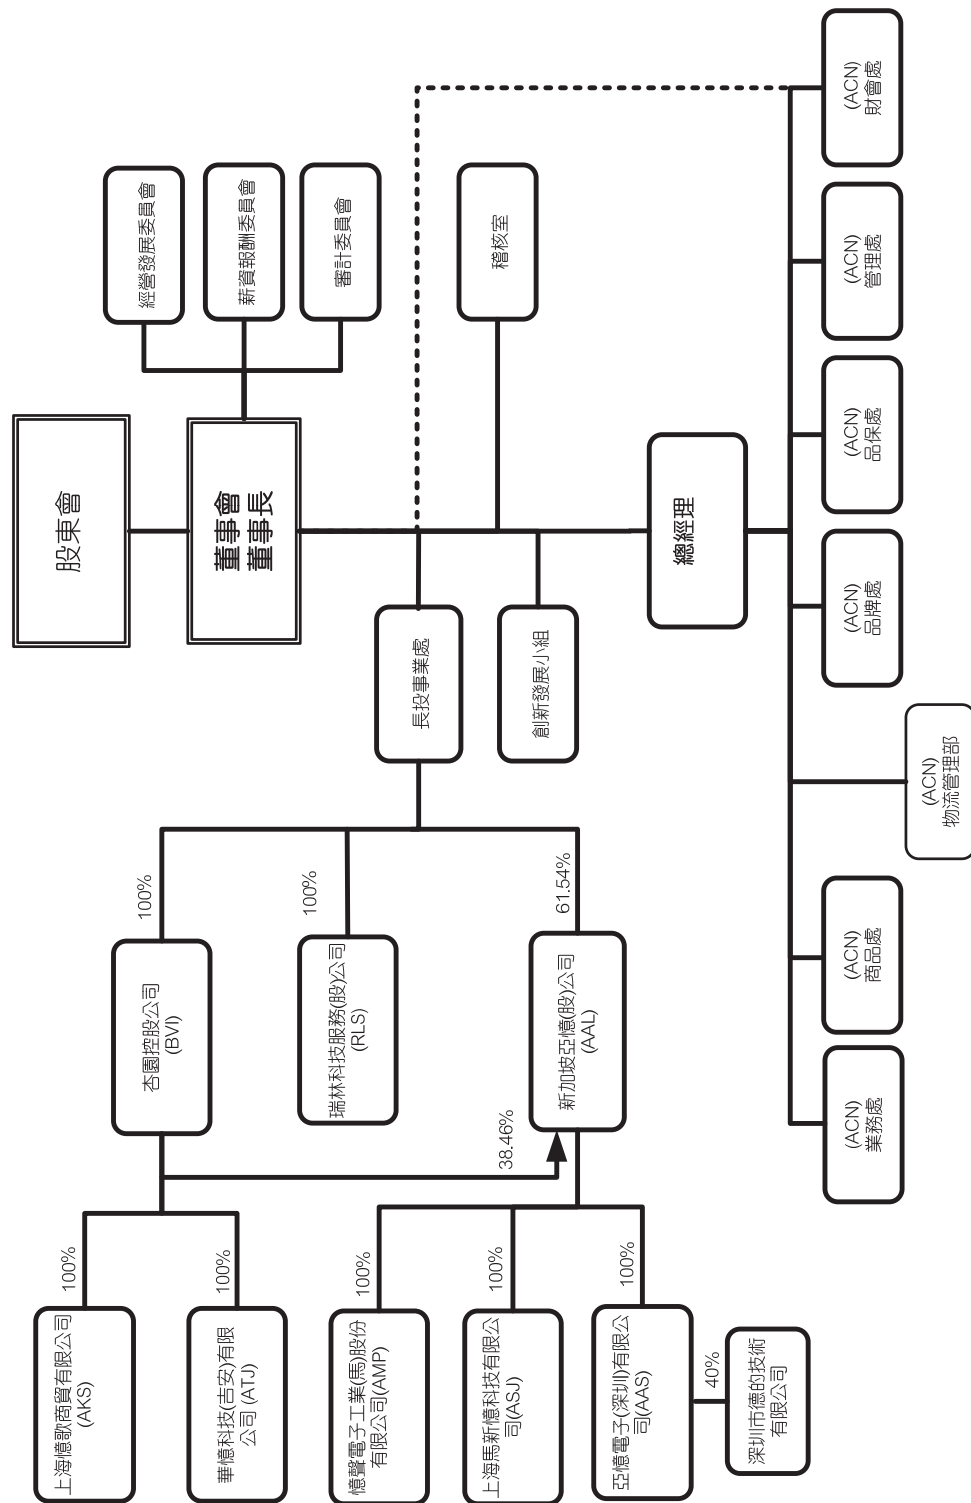 股東會
董事會
董事長
經營發展委員會
薪資報酬委員會
審計委員會
稽核室
長投事業處
創新發展小組
總經理
100%
杏園控股公司
(BVI)
100%
瑞林科技服務(股)公司
(RLS)
61.54%
新加坡亞憶(股)公司
(AAL)
38.46%
100%
上海憶歌商貿有限公司
(AKS)
100%
華憶科技(吉安)有限
公司 (ATJ)
100%
憶聲電子工業(馬)股份
有限公司(AMP)
100%
上海馬新憶科技有限公
司(ASJ)
100%
亞憶電子(深圳)有限公
司(AAS)
40%
深圳市德的技術
有限公司
(ACN)
業務處
(ACN)
商品處
(ACN)
物流管理部
(ACN)
品牌處
(ACN)
品保處
(ACN)
管理處
(ACN)
財會處